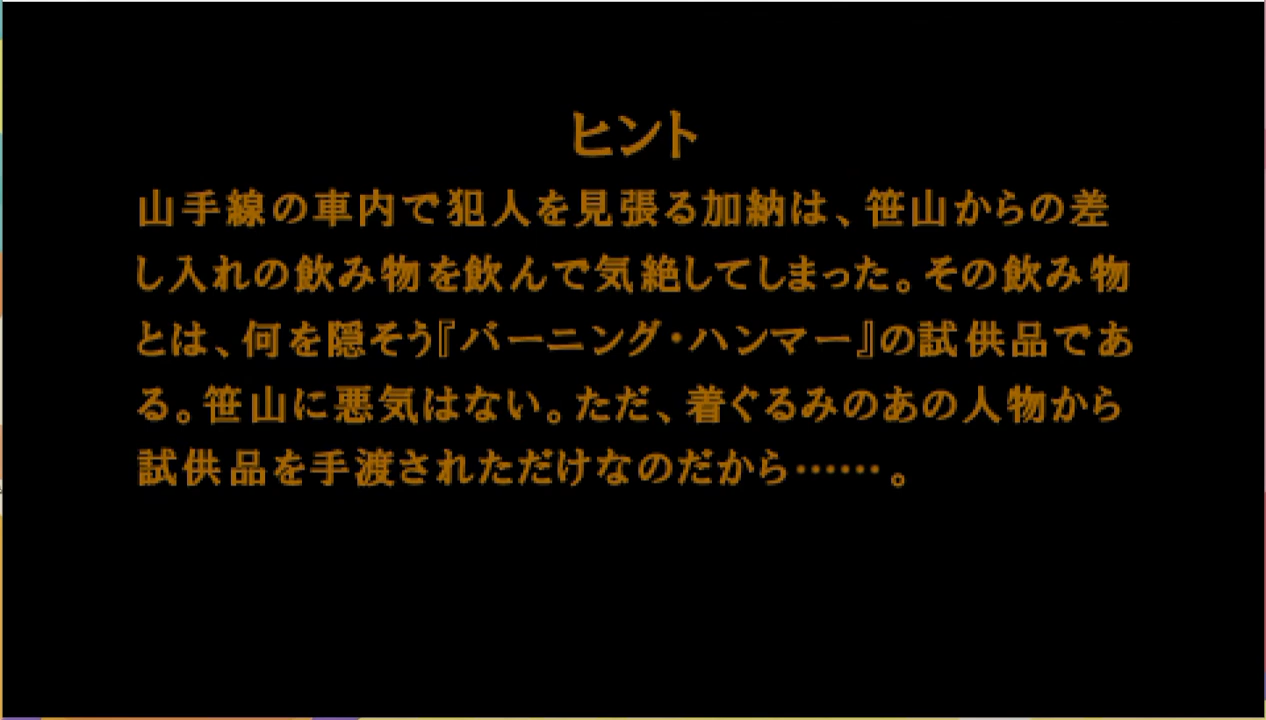 ヒント
山手線の車内で犯人を見張る加納は、笹山からの差
し入れの飲み物を飲んで気絶してしまった。その飲み物
とは、何を隠そう『バーニング・ハンマー』の試供品であ
る。笹山に悪気はない。ただ、着ぐるみのあの人物から
試供品を手渡されただけなのだから……。